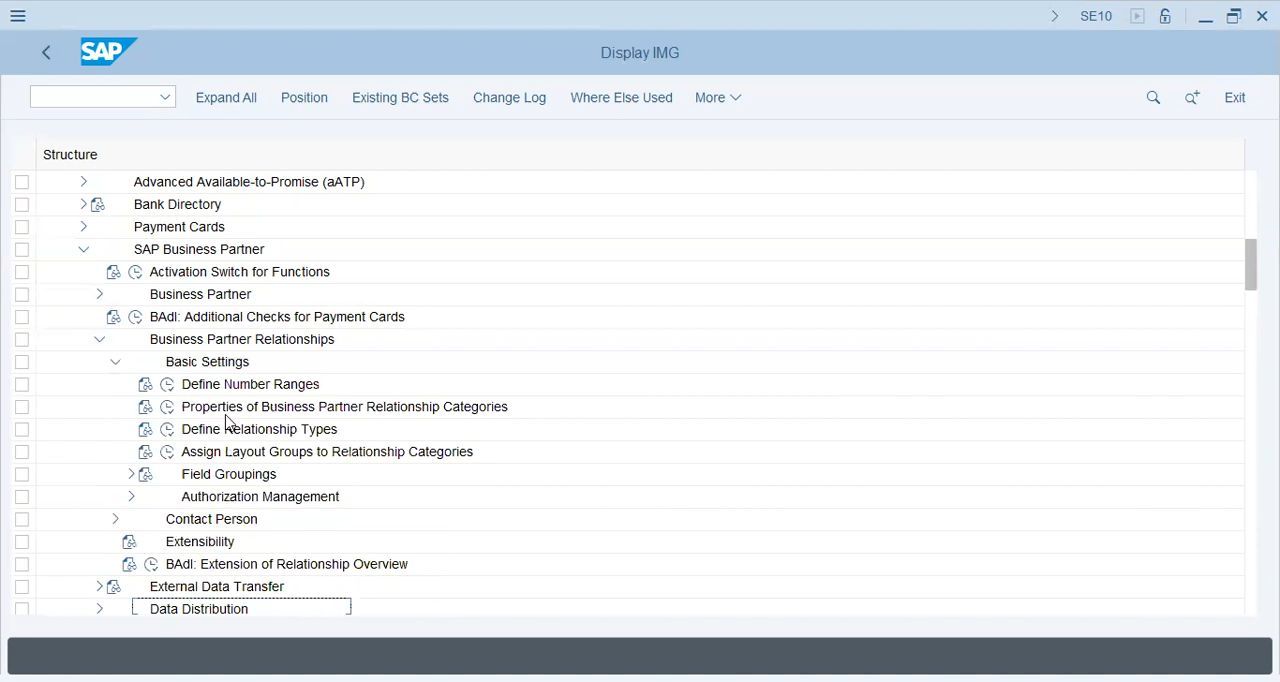 SE10
SAP
Display IMG
Expand All Position Existing BC Sets Change Log Where Else Used More Exit
Structure
Advanced Available-to-Promise (aATP)
Bank Directory
Payment Cards
SAP Business Partner
Activation Switch for Functions
Business Partner
BAdI: Additional Checks for Payment Cards
Business Partner Relationships
Basic Settings
Define Number Ranges
Properties of Business Partner Relationship Categories
Define Relationship Types
Assign Layout Groups to Relationship Categories
Field Groupings
Authorization Management
Contact Person
Extensibility
BAdI: Extension of Relationship Overview
External Data Transfer
Data Distribution